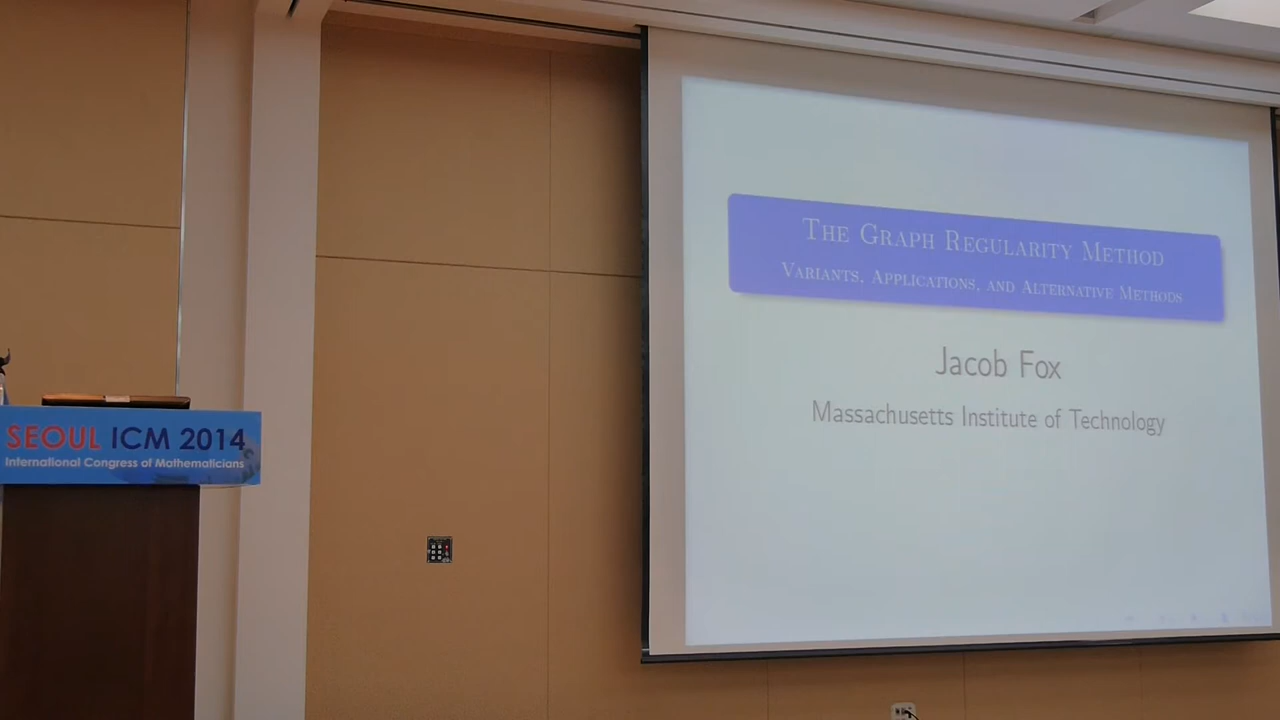 SEOUL ICM 2014
International Congress of Mathematicians
THE GRAPH REGULARITY METHOD
VARIANTS, APPLICATIONS, AND ALTERNATIVE METHODS
Jacob Fox
Massachusetts Institute of Technology